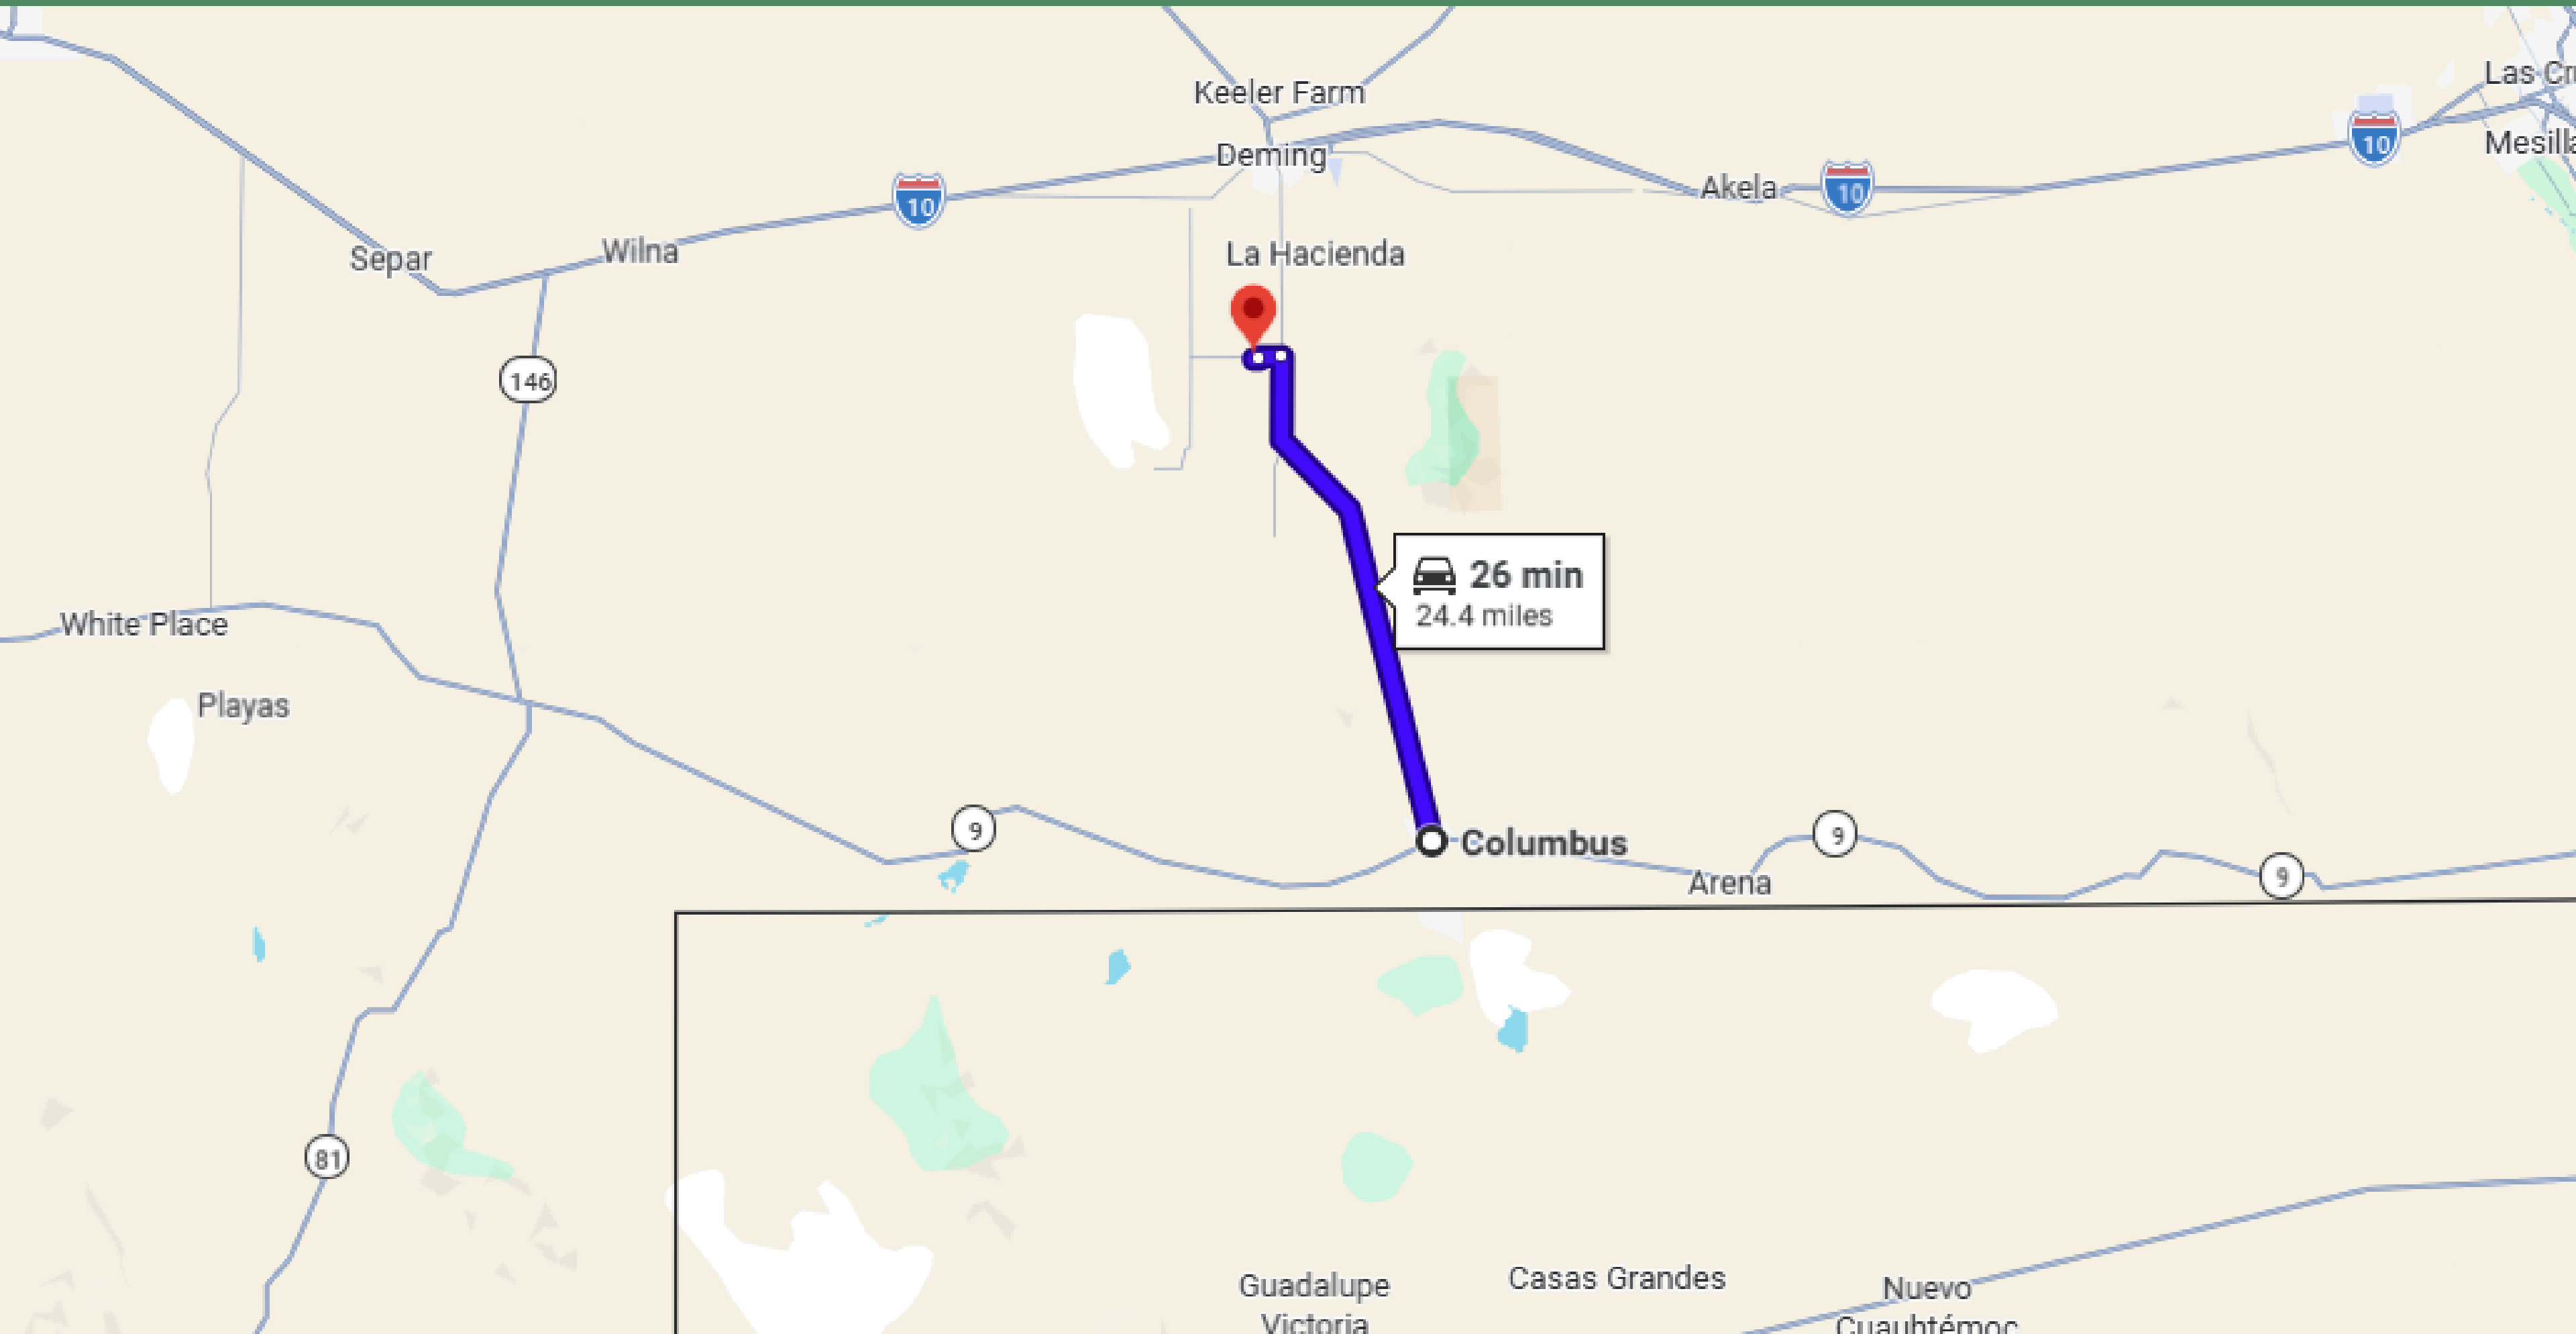 Keeler Farm
Las Cr
Deming
10
Mesilla
10
Akela
10
Separ
Wilna
La Hacienda
146
26 min
24.4 miles
White Place
Playas
9
Columbus
9
Arena
9
81
Guadalupe
Victoria
Casas Grandes
Nuevo
Cuauhtémoc